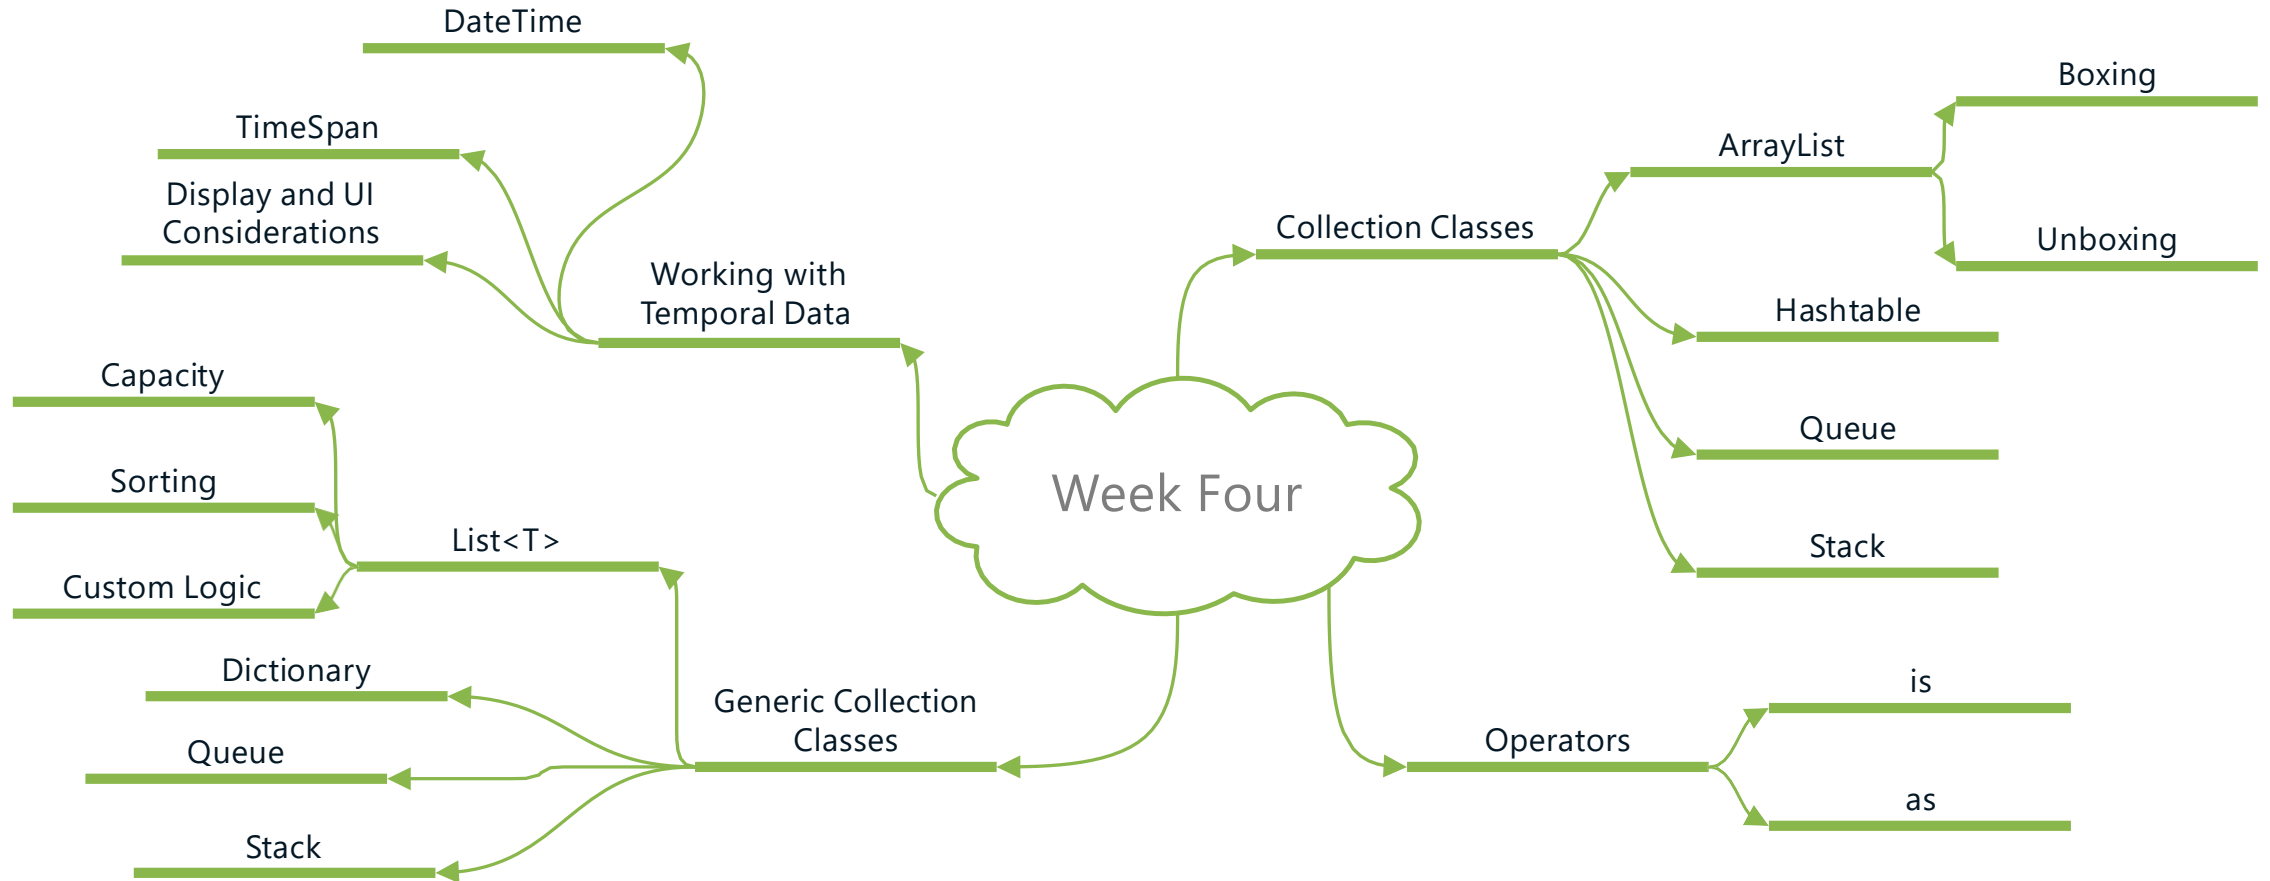 DateTime
TimeSpan
Display and UI
Considerations
Working with
Temporal Data
Capacity
Sorting
Custom Logic
List<T>
Dictionary
Queue
Stack
Generic Collection
Classes
Week Four
Collection Classes
ArrayList
Boxing
Unboxing
Hashtable
Queue
Stack
Operators
is
as